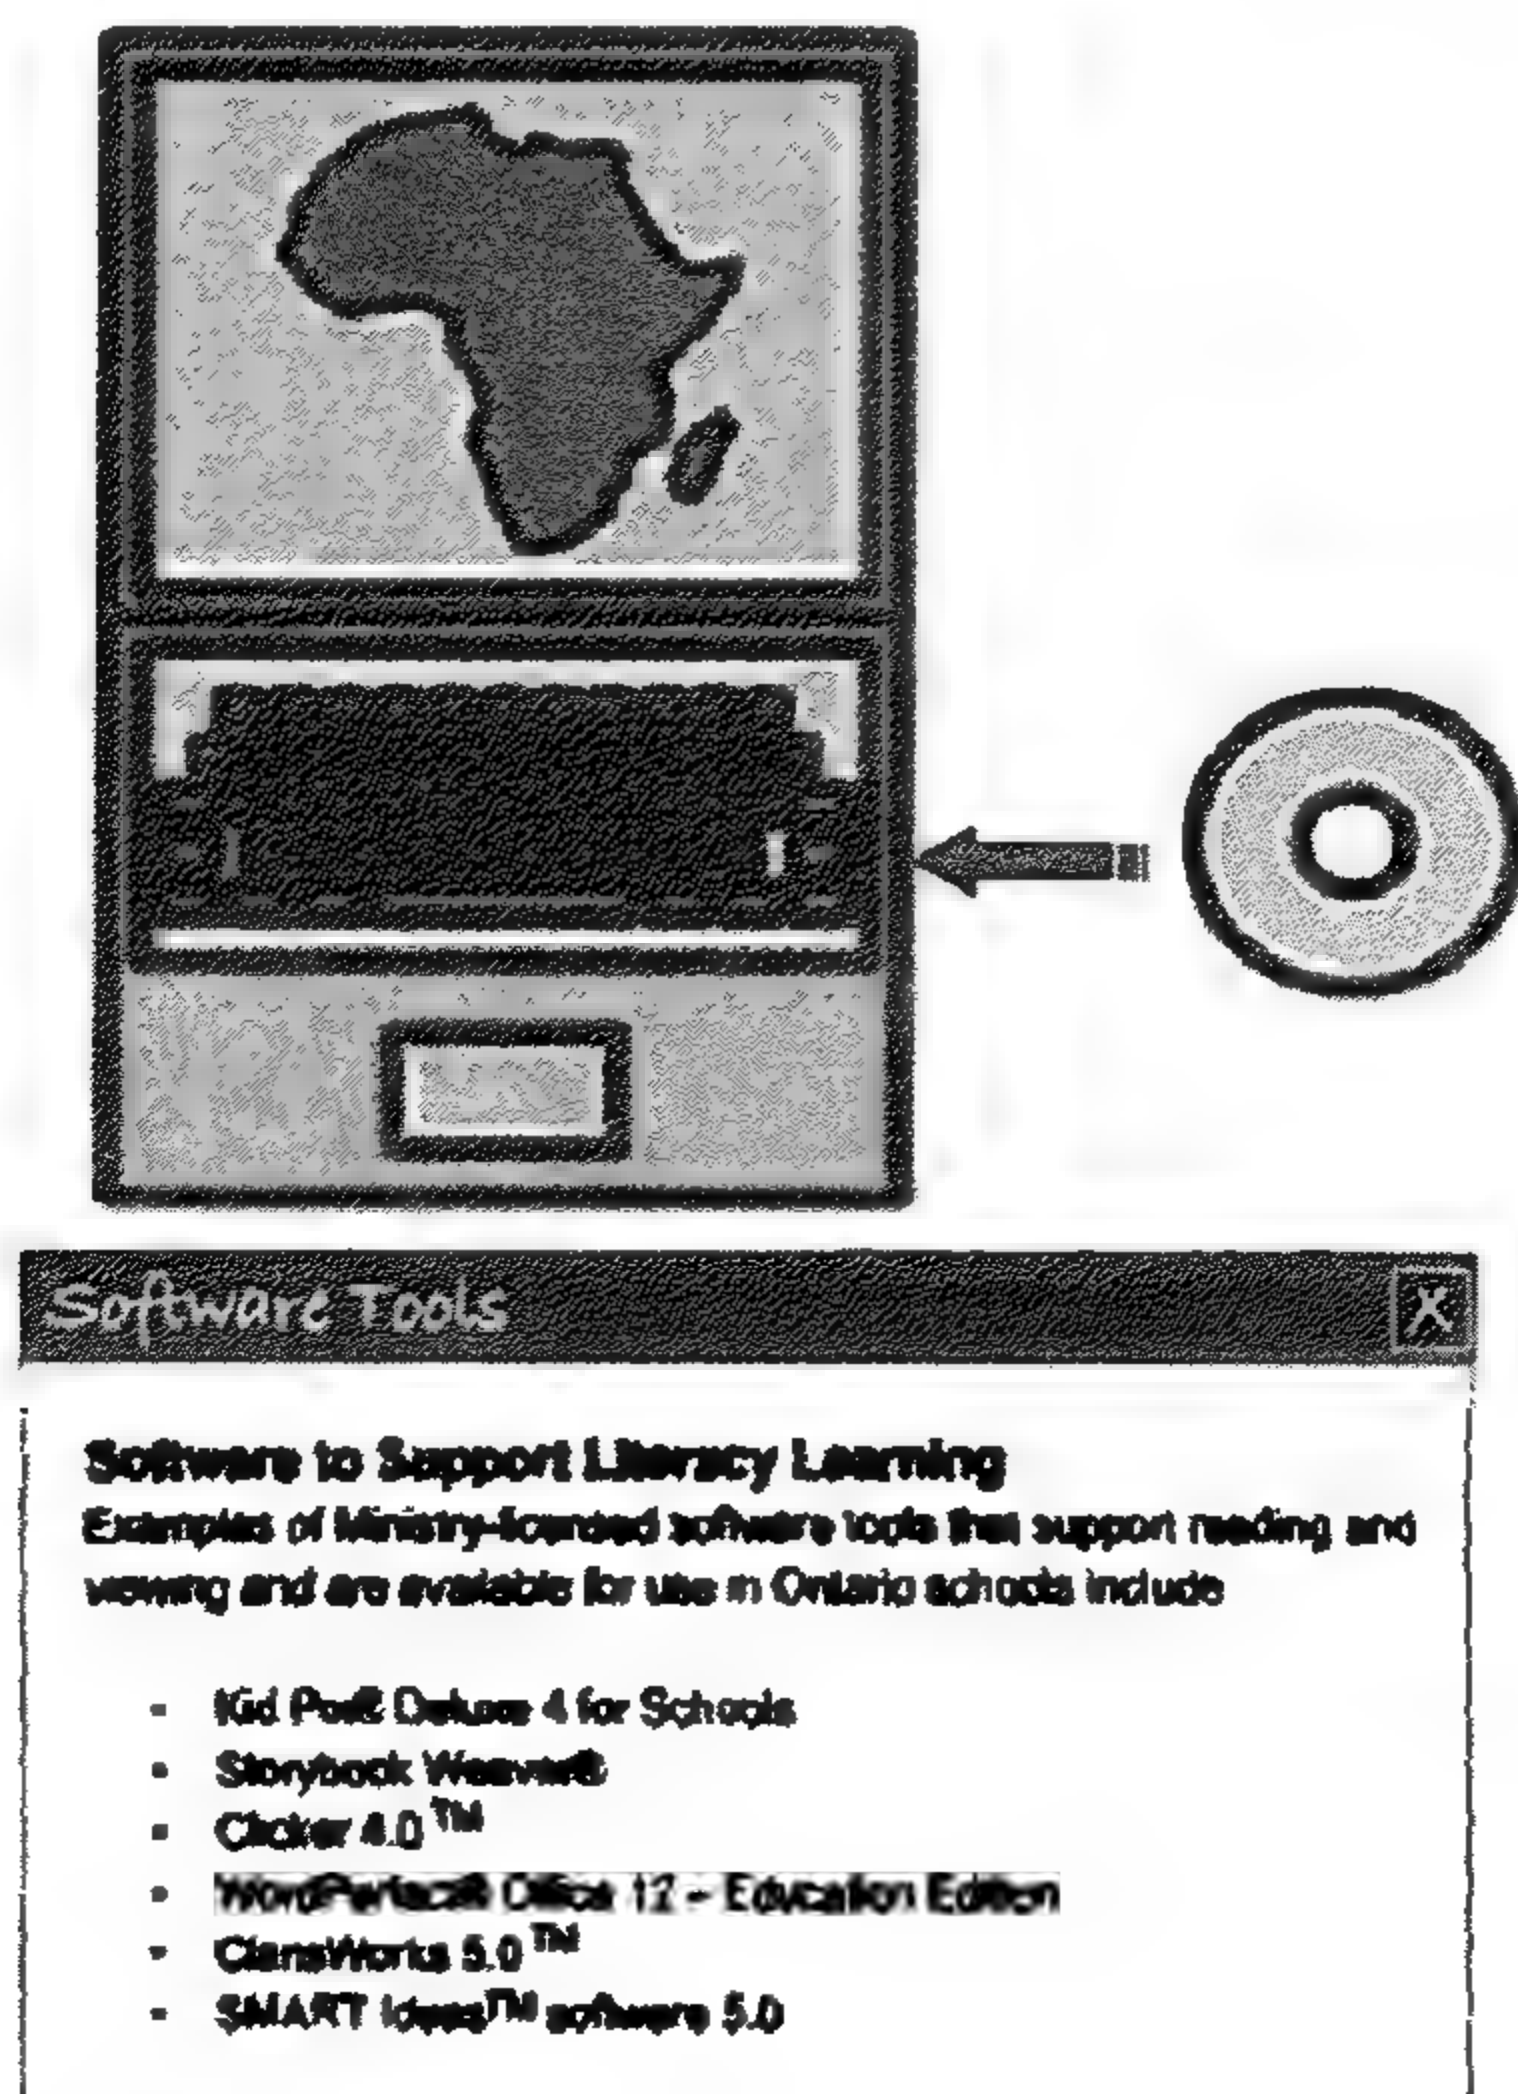 Software Tools
X
Software to Support Literacy Learning
Examples of Ministry-licensed software tools that support reading and
viewing and are available for use in Ontario schools include
Kid Pix® Deluxe 4 for Schools
Storybook Weaver®
Clicker 4.0 TM
WordPerfect® Office 12 - Education Edition
ClarisWorks 5.0 TM
SMART Ideas TM software 5.0